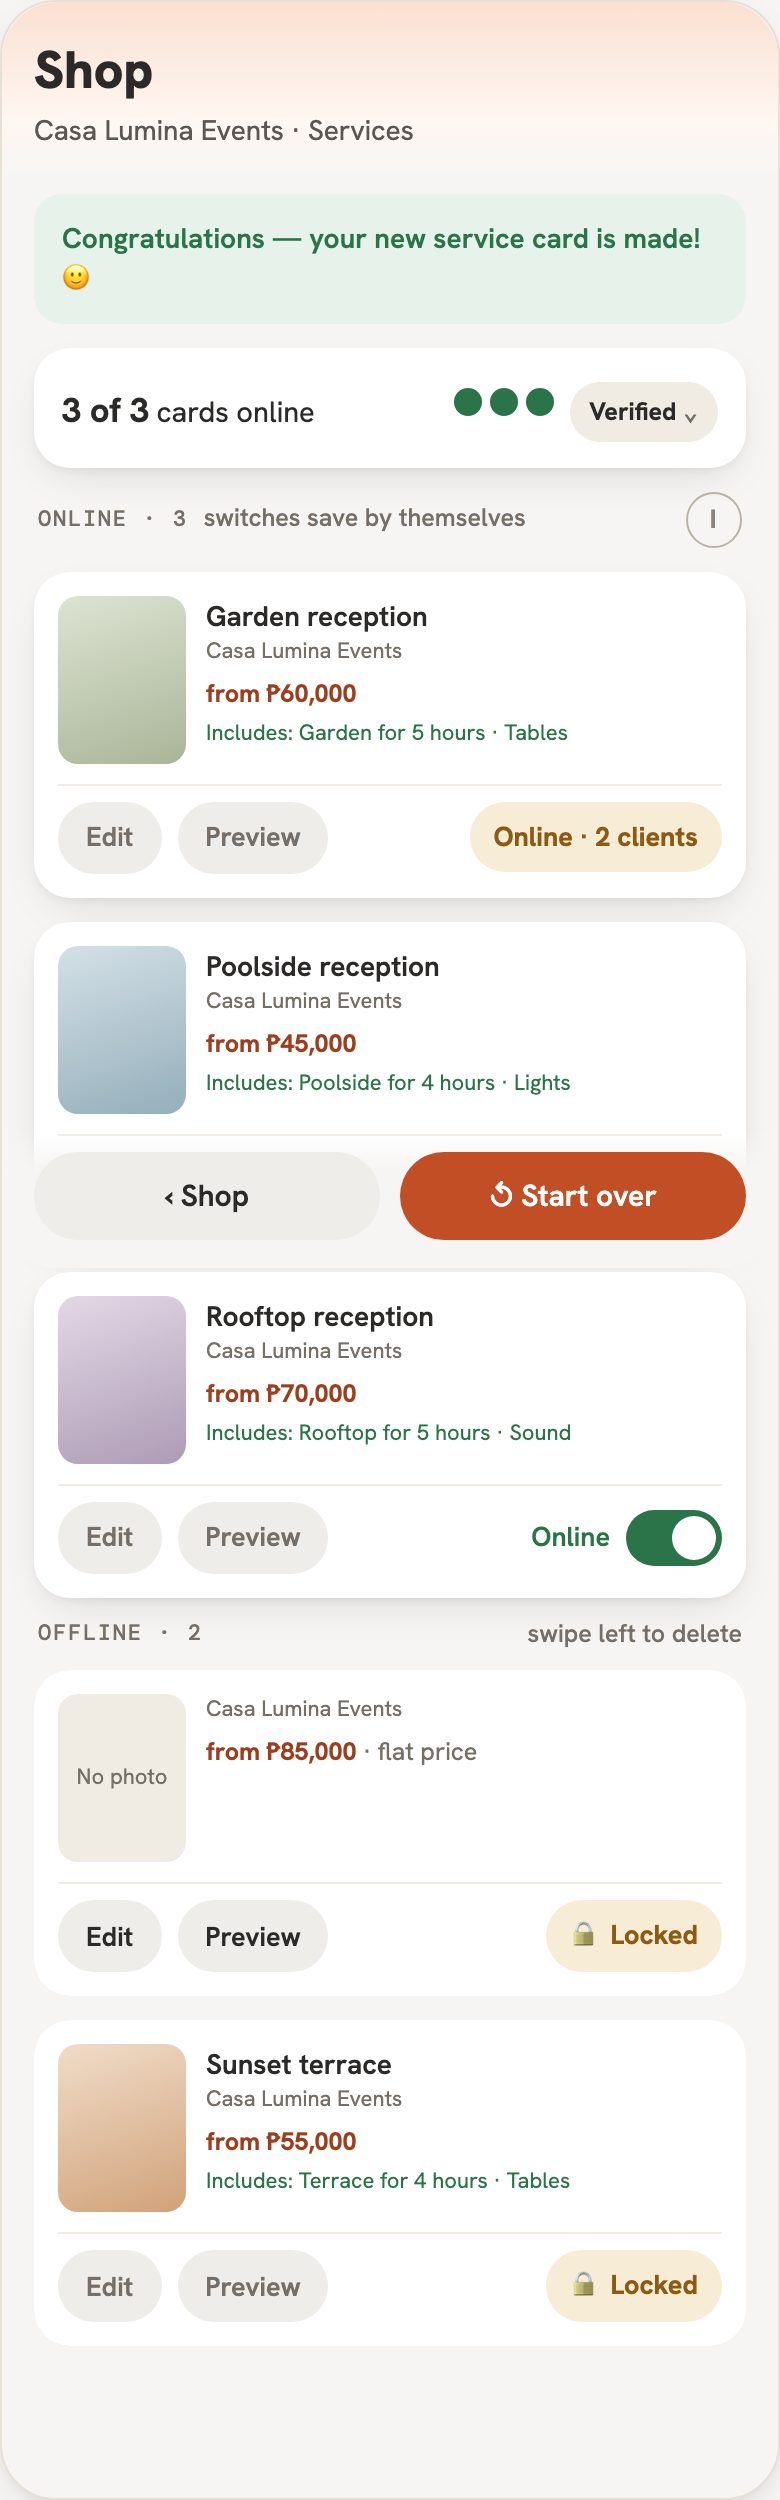 Shop
Casa Lumina Events · Services
Congratulations — your new service card is made!
🙂
3 of 3 cards online
Verified ⌄
ONLINE · 3 switches save by themselves
I
Garden reception
Casa Lumina Events
from ₱60,000
Includes: Garden for 5 hours · Tables
Edit
Preview
Online · 2 clients
Poolside reception
Casa Lumina Events
from ₱45,000
Includes: Poolside for 4 hours · Lights
‹ Shop
↺ Start over
Rooftop reception
Casa Lumina Events
from ₱70,000
Includes: Rooftop for 5 hours · Sound
Edit
Preview
Online
OFFLINE · 2
swipe left to delete
No photo
Casa Lumina Events
from ₱85,000 · flat price
Edit
Preview
🔒 Locked
Sunset terrace
Casa Lumina Events
from ₱55,000
Includes: Terrace for 4 hours · Tables
Edit
Preview
🔒 Locked